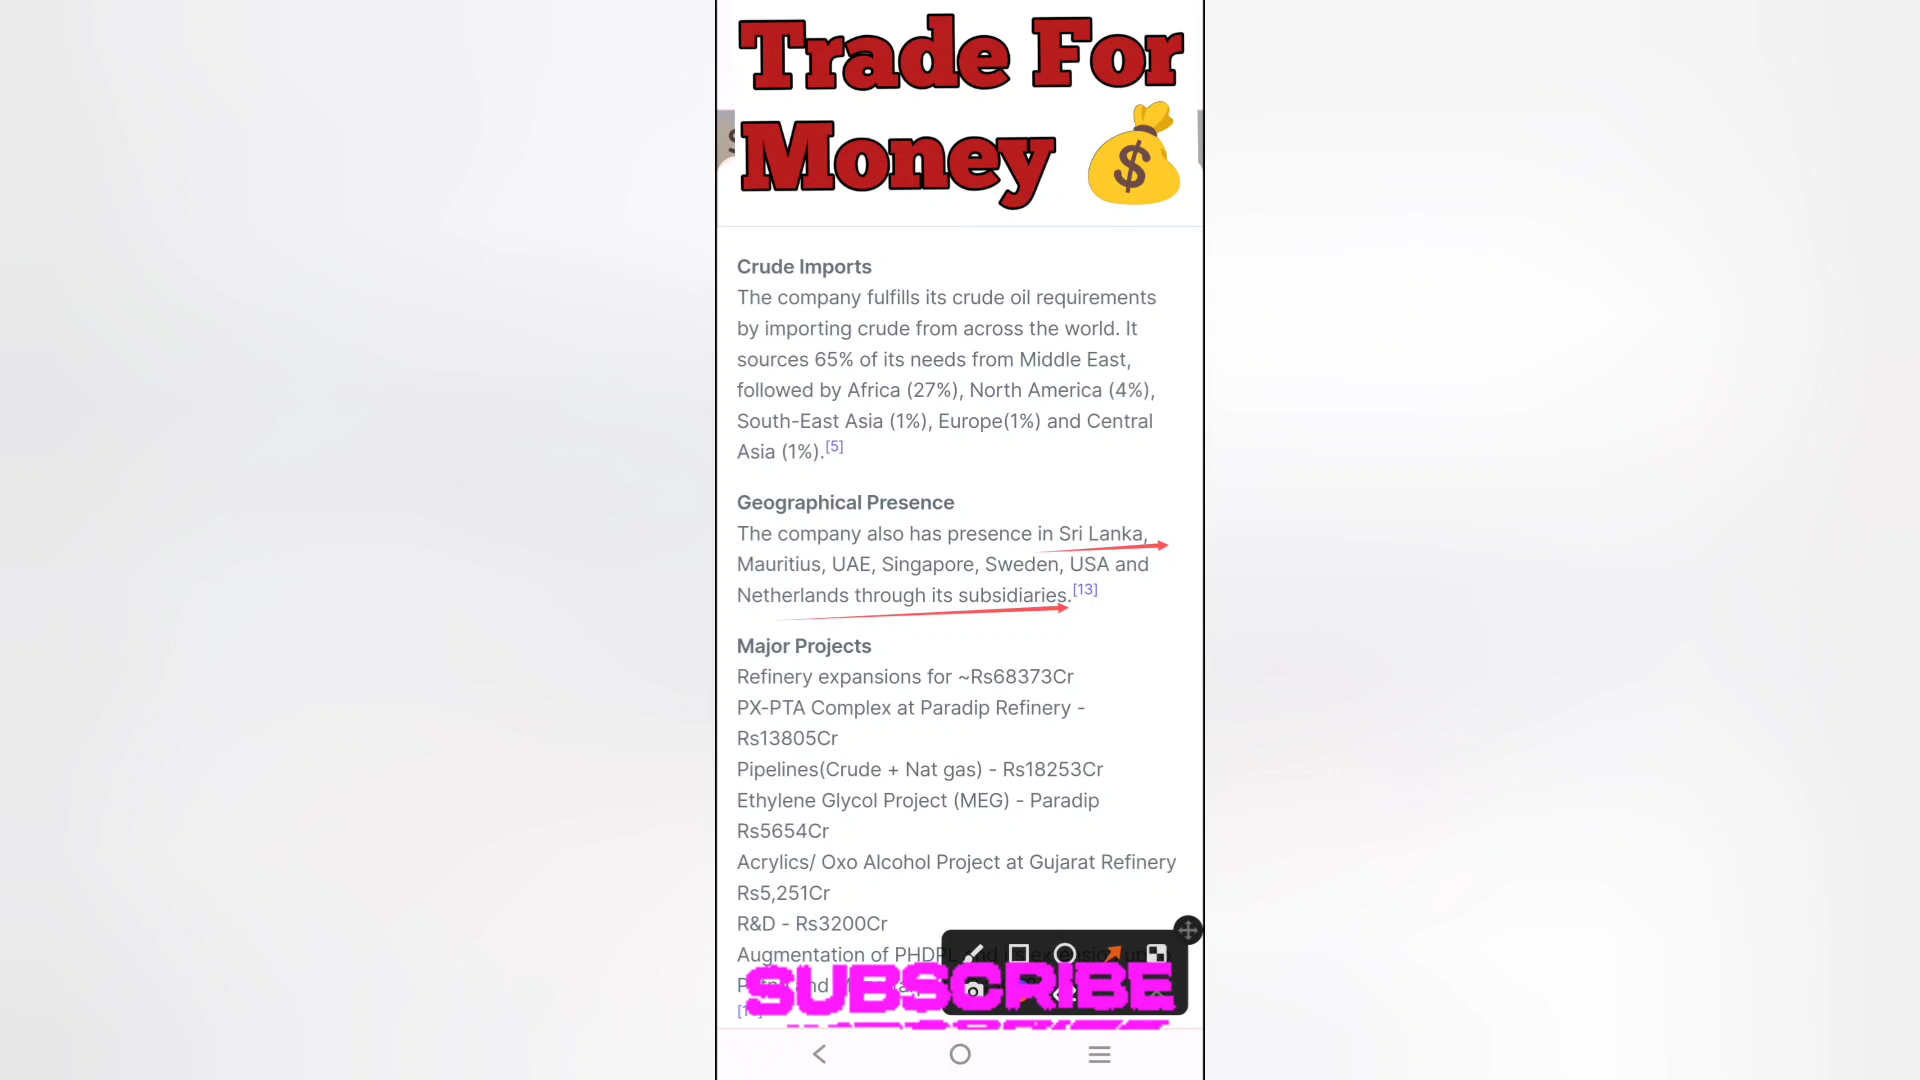 Trade For
Money
$
Crude Imports
The company fulfills its crude oil requirements
by importing crude from across the world. It
sources 65% of its needs from Middle East,
followed by Africa (27%), North America (4%),
South-East Asia (1%), Europe(1%) and Central
Asia (1%).[5]
Geographical Presence
The company also has presence in Sri Lanka,
Mauritius, UAE, Singapore, Sweden, USA and
Netherlands through its subsidiaries.[13]
Major Projects
Refinery expansions for ~Rs68373Cr
PX-PTA Complex at Paradip Refinery -
Rs13805Cr
Pipelines(Crude + Nat gas) - Rs18253Cr
Ethylene Glycol Project (MEG) - Paradip
Rs5654Cr
Acrylics/ Oxo Alcohol Project at Gujarat Refinery
Rs5,251Cr
R&D - Rs3200Cr
Augmentation of PHDPL and its
SUBSCRIBE